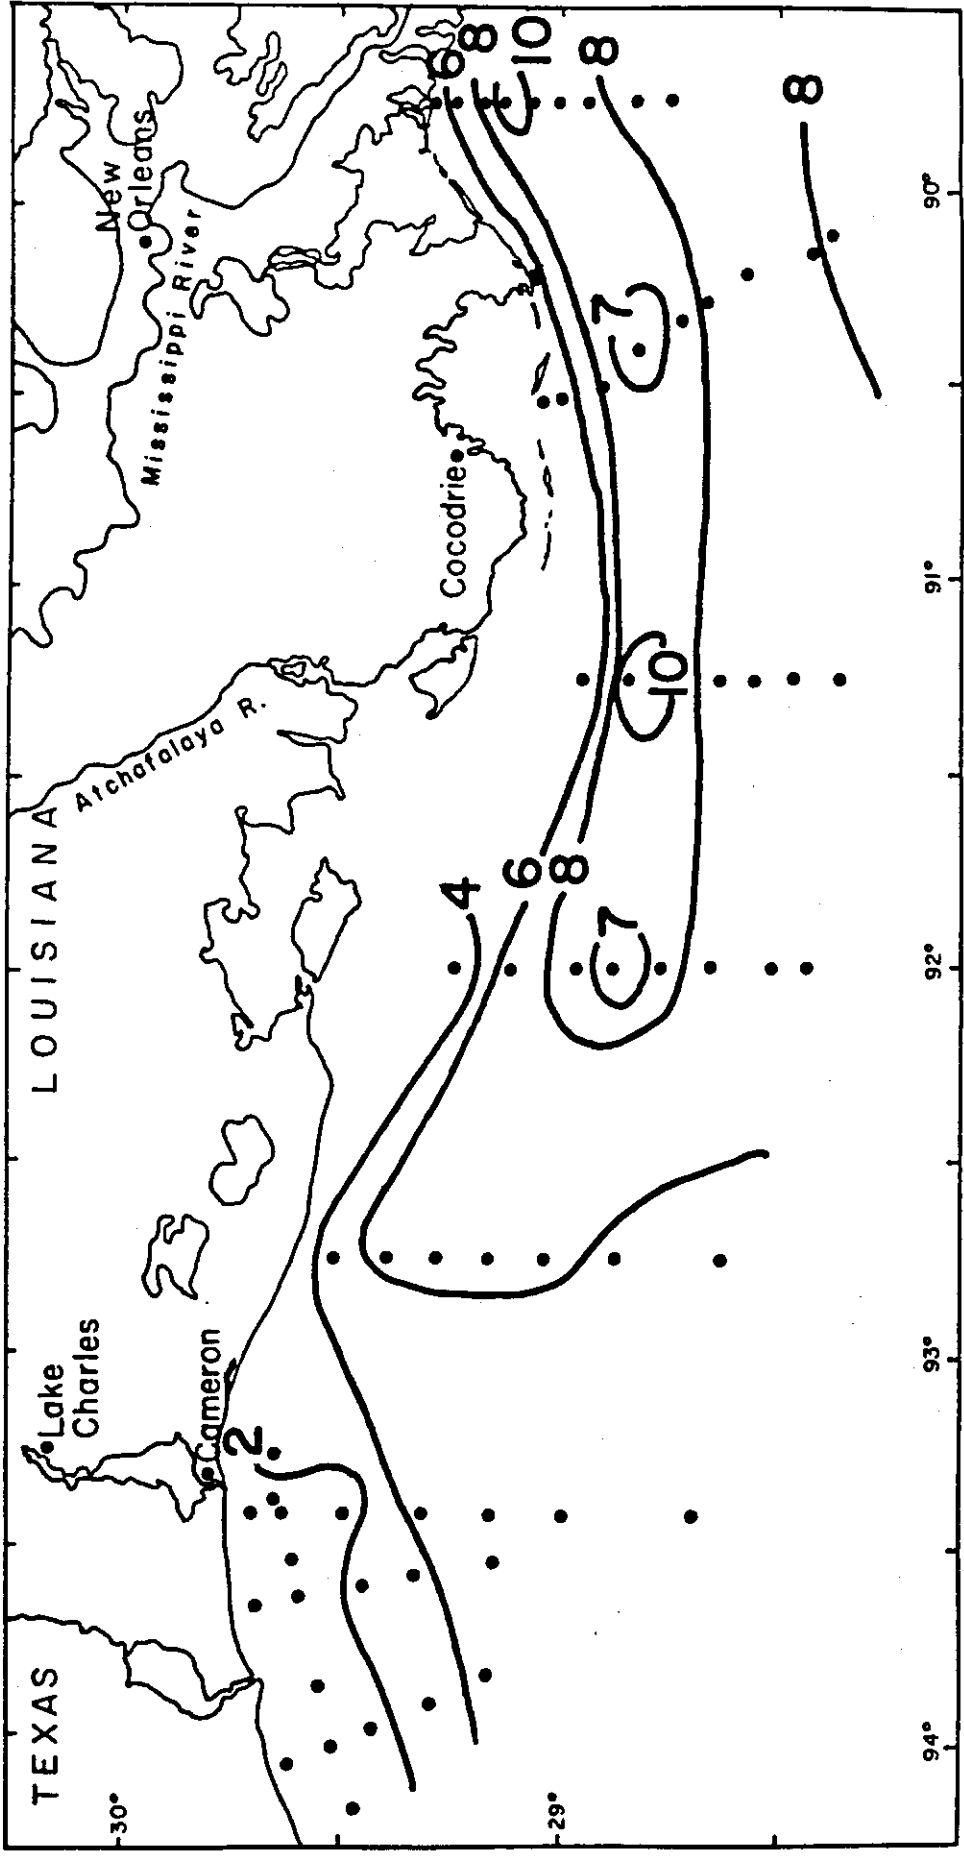 TEXAS
LOUISIANA
Lake
Charles
Cameron
Atchafalaya R.
Mississippi River
New
Orleans
Cocodrie
2
4
6
8
7
10
7
6
8
10
8
8
30°
29°
94°
93°
92°
91°
90°